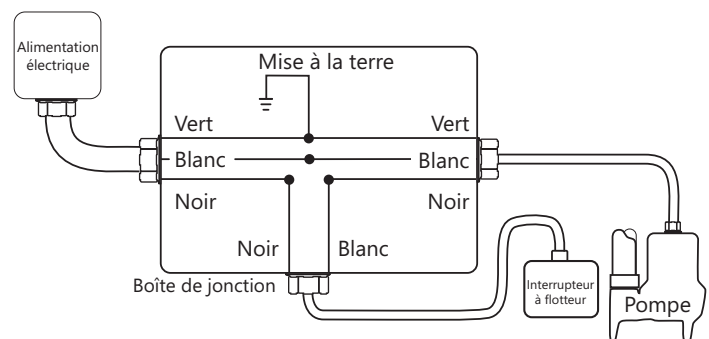 Alimentation
électrique
Mise à la terre
Vert
Vert
Blanc
Blanc
Noir
Noir
Noir
Blanc
Boîte de jonction
Interrupteur
à flotteur
Pompe